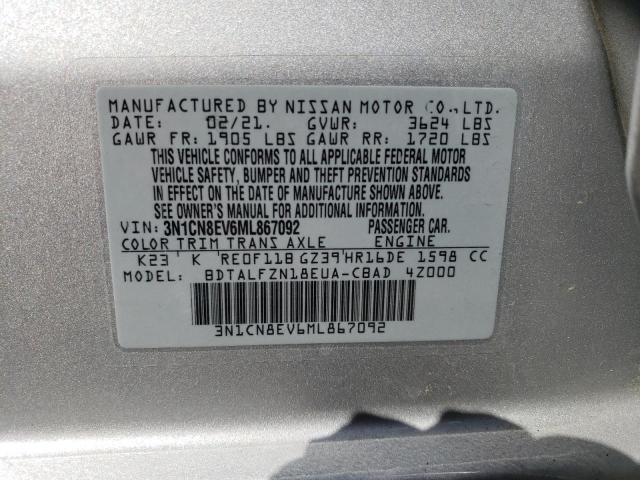 MANUFACTURED BY NISSAN MOTOR CO., LTD.
DATE: 02/21. GVWR: 3624 LBS
GAWR FR: 1905 LBS GAWR RR: 1720 LBS
THIS VEHICLE CONFORMS TO ALL APPLICABLE FEDERAL MOTOR
VEHICLE SAFETY, BUMPER AND THEFT PREVENTION STANDARDS
IN EFFECT ON THE DATE OF MANUFACTURE SHOWN ABOVE.
SEE OWNER'S MANUAL FOR ADDITIONAL INFORMATION.
VIN: 3N1CN8EV6ML867092 PASSENGER CAR.
COLOR TRIM TRANS AXLE ENGINE
K23 K RE0F11B GZ39 HR16DE 1598 CC
MODEL: BDTALFZN18EUA-CBAD 4Z000
3N1CN8EV6ML867092